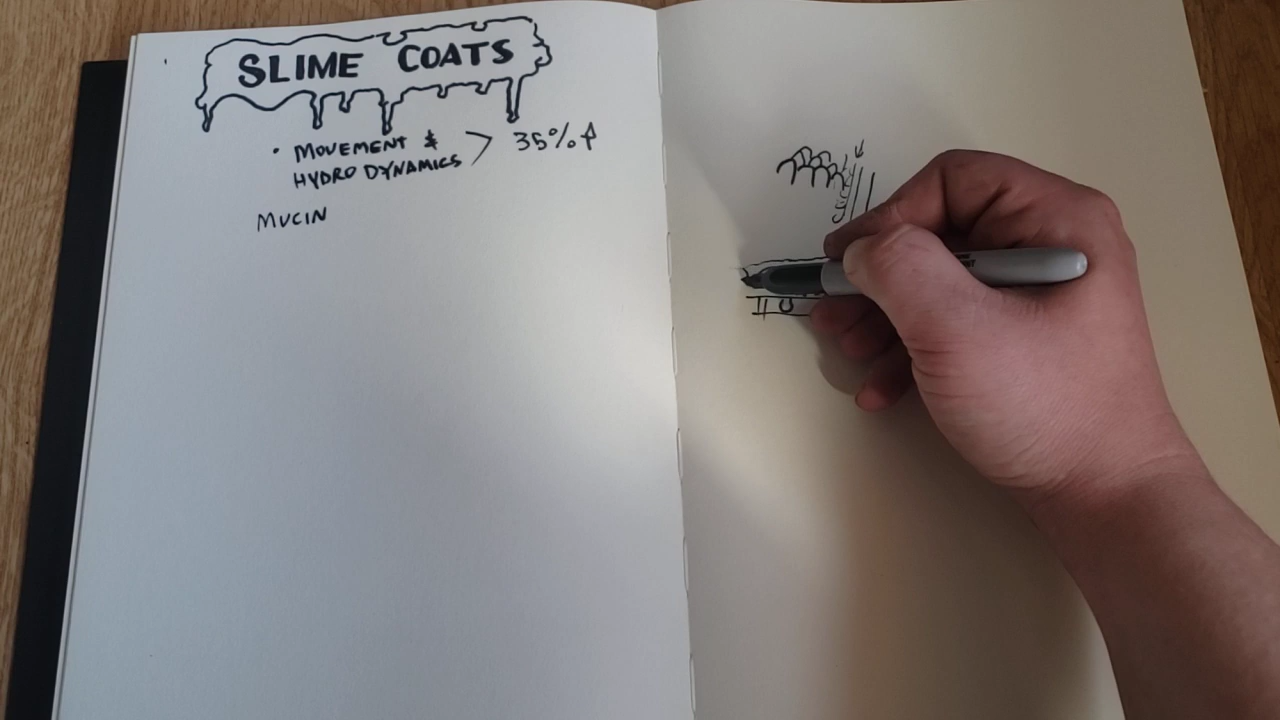 SLIME COATS
• MOVEMENT &
HYDRO DYNAMICS > 35% ↑
MUCIN